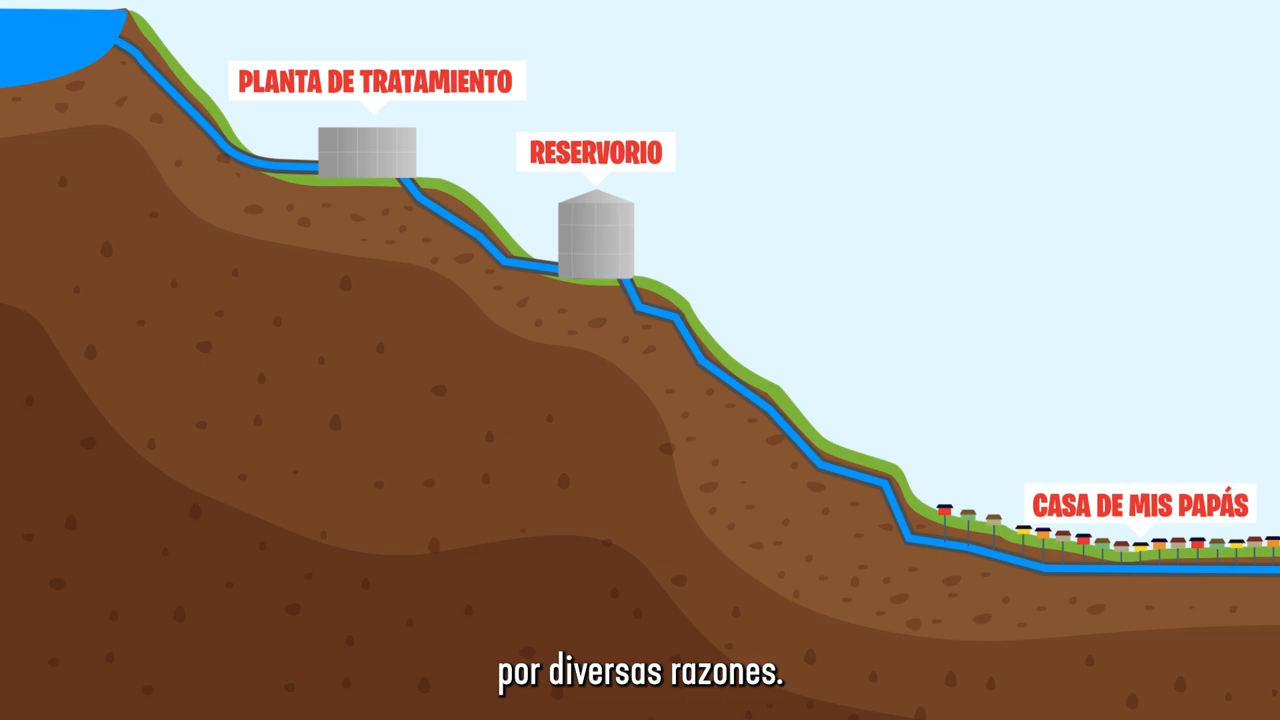 PLANTA DE TRATAMIENTO
RESERVORIO
CASA DE MIS PAPÁS
por diversas razones.